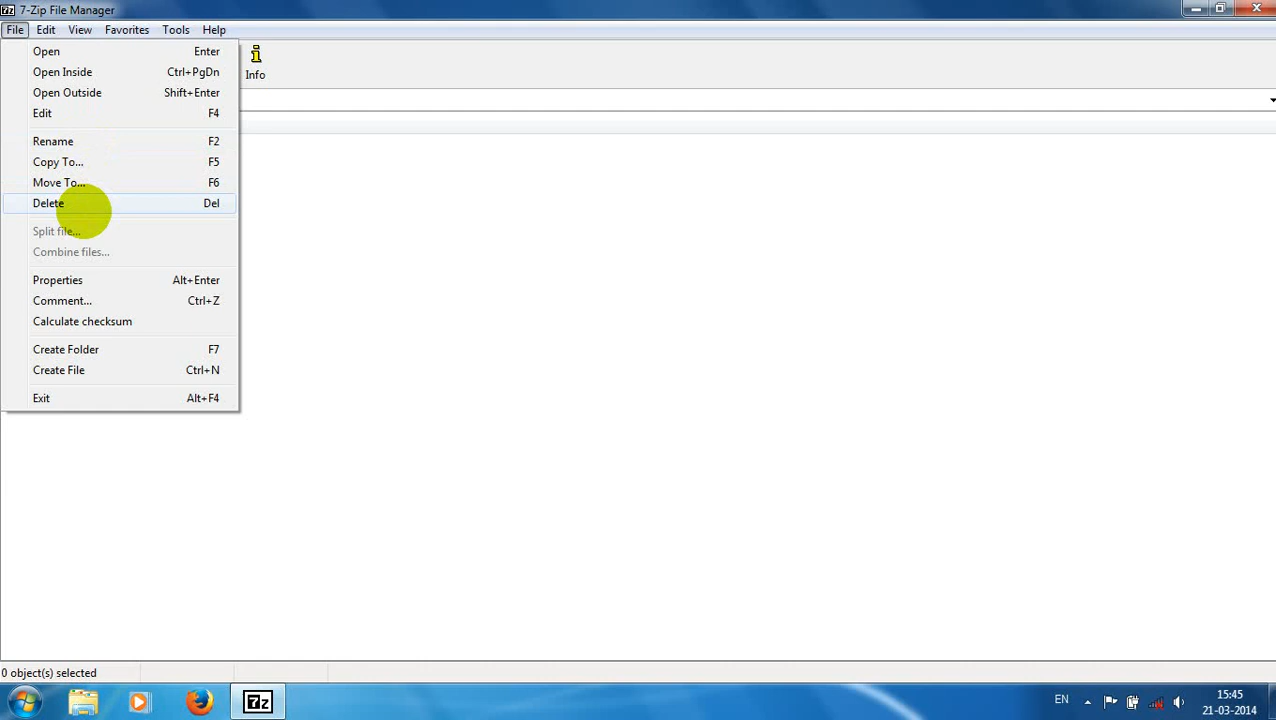 7z 7-Zip File Manager
File Edit View Favorites Tools Help
Open Enter
Info
Open Inside Ctrl+PgDn
Open Outside Shift+Enter
Edit F4
Rename F2
Copy To... F5
Move To... F6
Delete Del
Split file...
Combine files...
Properties Alt+Enter
Comment... Ctrl+Z
Calculate checksum
Create Folder F7
Create File Ctrl+N
Exit Alt+F4
0 object(s) selected
7z
EN
15:45
21-03-2014